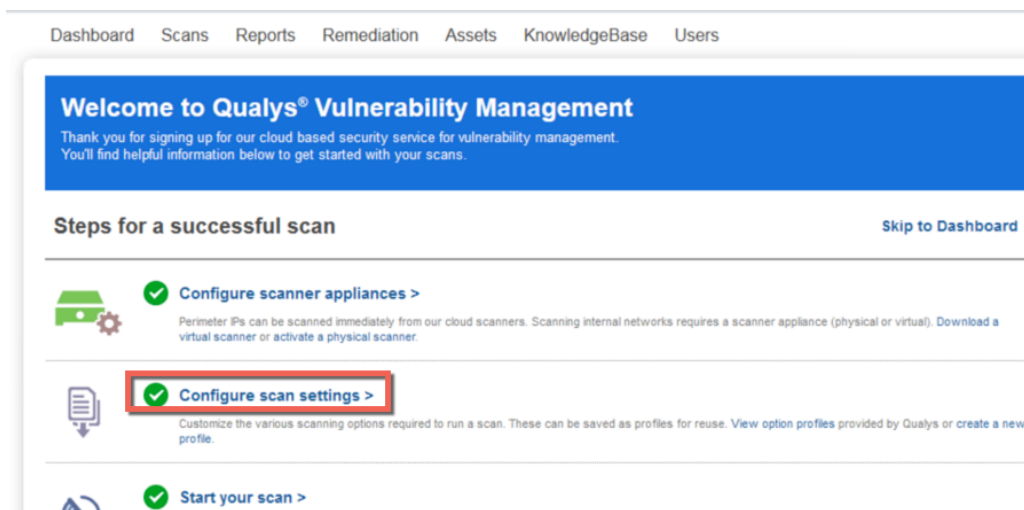 Dashboard Scans Reports Remediation Assets KnowledgeBase Users
Welcome to Qualys® Vulnerability Management
Thank you for signing up for our cloud based security service for vulnerability management.
You'll find helpful information below to get started with your scans.
Steps for a successful scan
Skip to Dashboard
Configure scanner appliances >
Perimeter IPs can be scanned immediately from our cloud scanners. Scanning internal networks requires a scanner appliance (physical or virtual). Download a
virtual scanner or activate a physical scanner.
Configure scan settings >
Customize the various scanning options required to run a scan. These can be saved as profiles for reuse. View option profiles provided by Qualys or create a new
profile.
Start your scan >